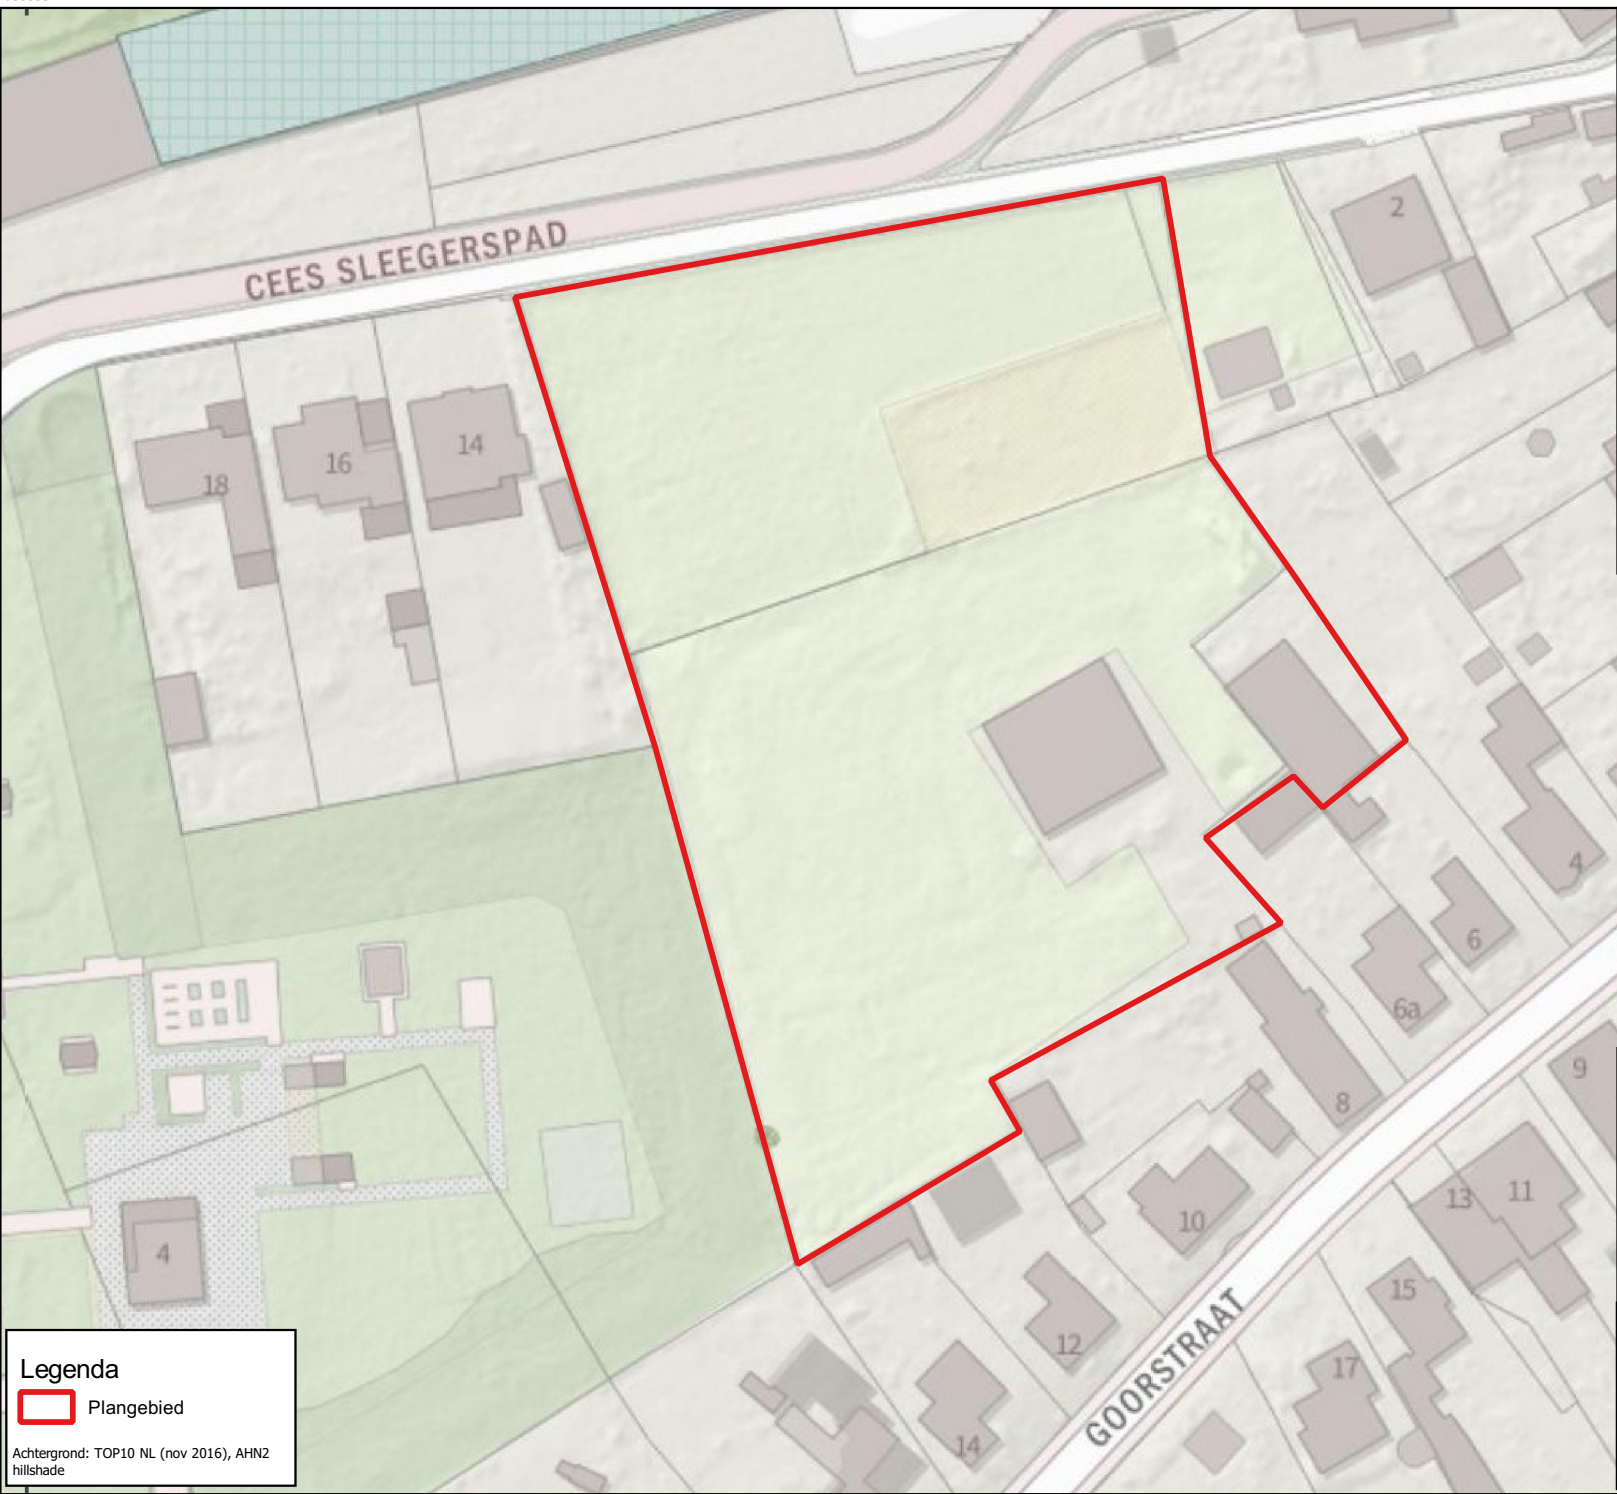 CEES SLEEGERSPAD
2
14
16
18
4
6
6a
9
8
11
13
10
4
15
12
17
14
GOORSTRAAT
Legenda
Plangebied
Achtergrond: TOP10 NL (nov 2016), AHN2
hillshade